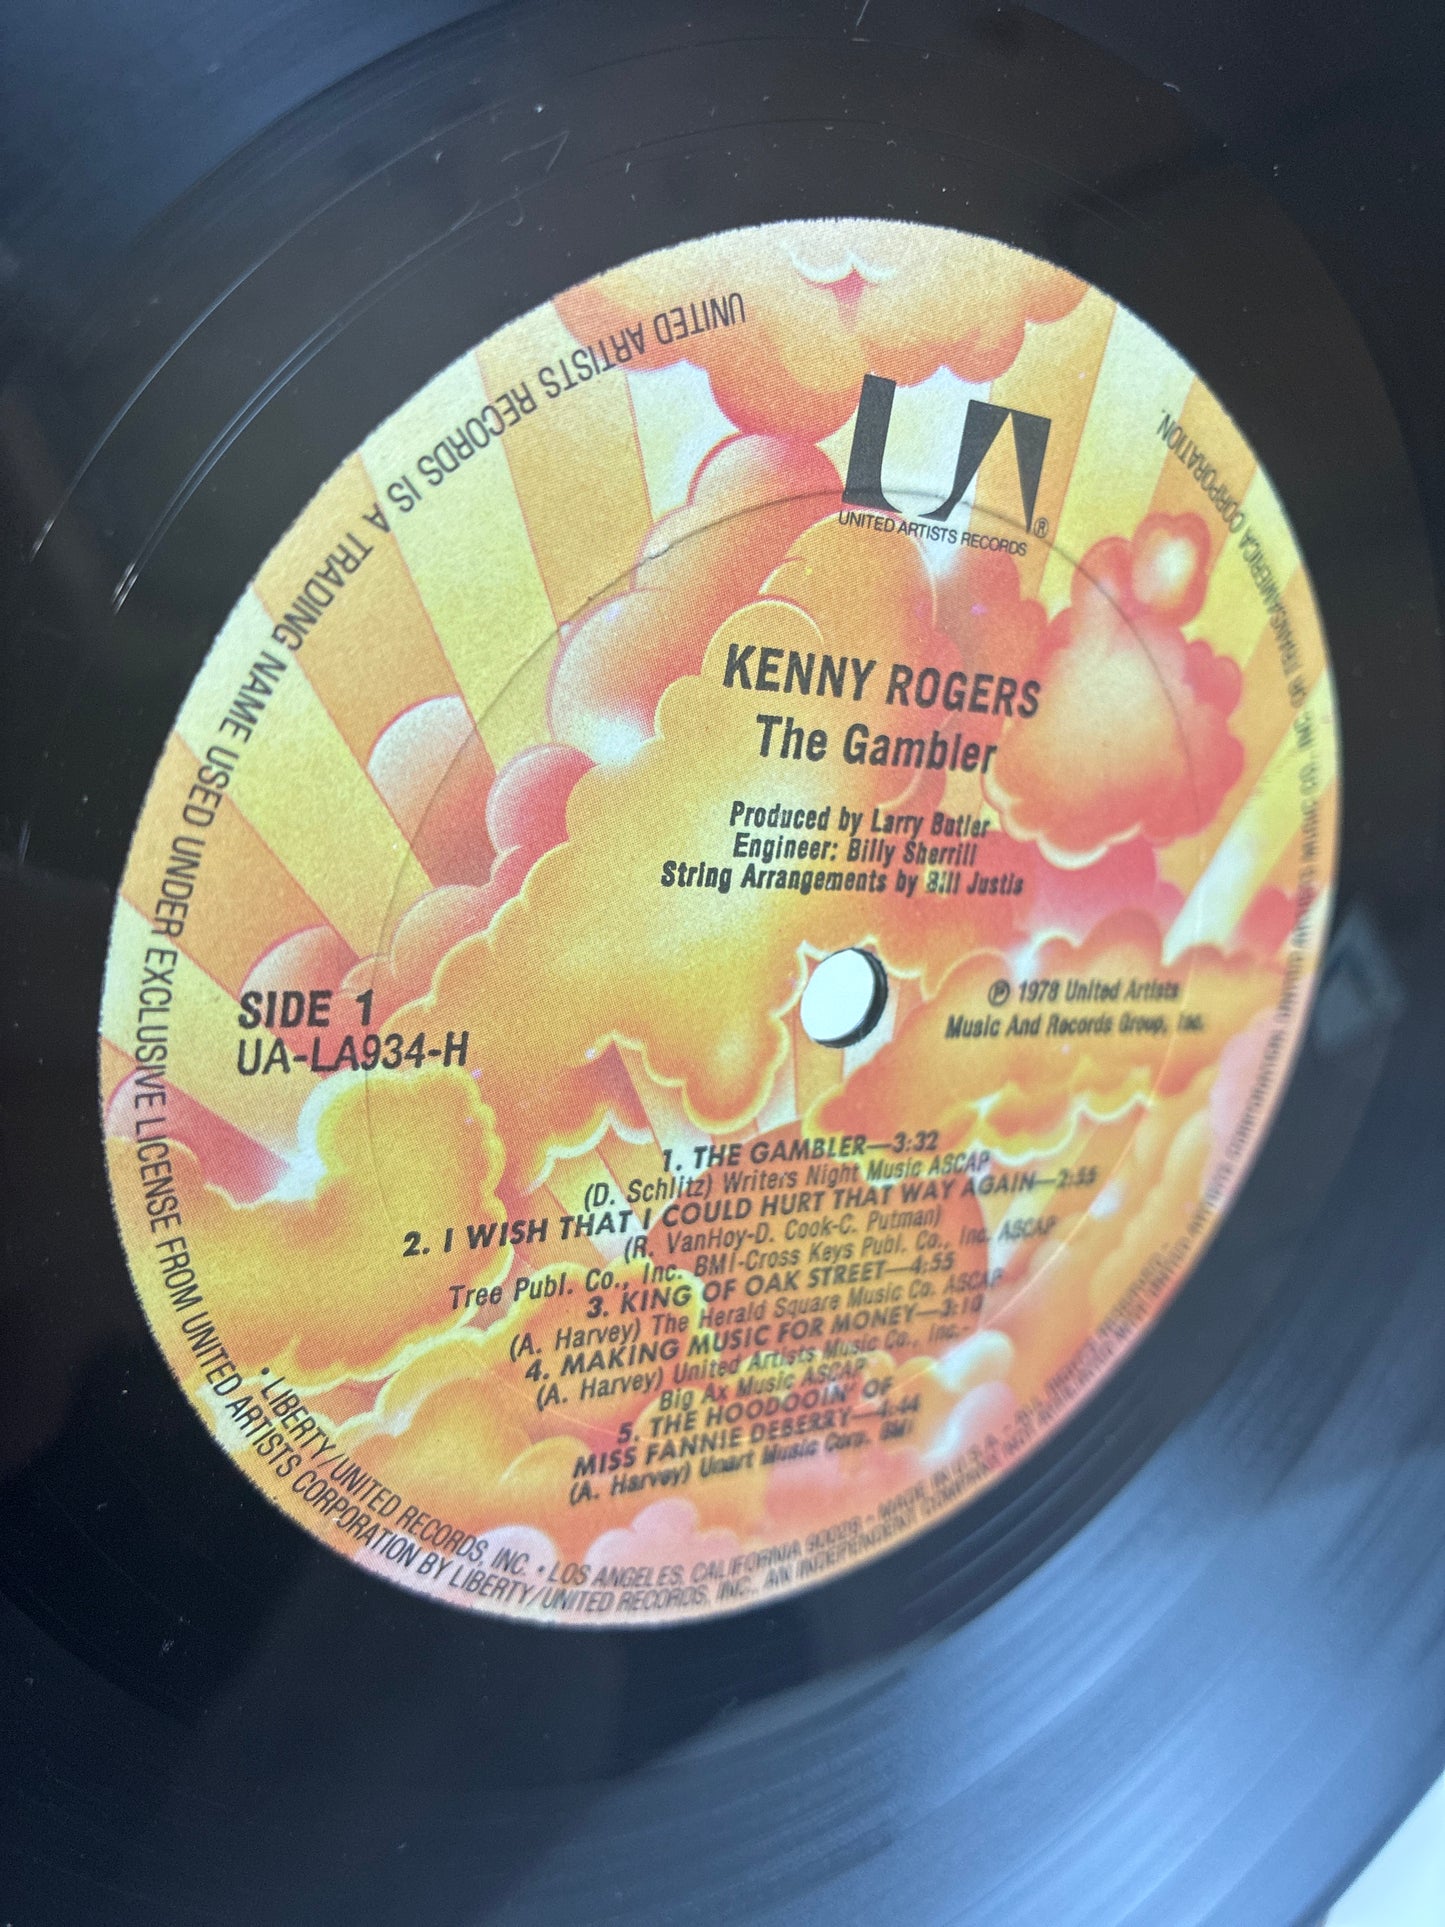 UA®
UNITED ARTISTS RECORDS
KENNY ROGERS
The Gambler
Produced by Larry Butler
Engineer: Billy Sherrill
String Arrangements by Bill Justis
SIDE 1
UA-LA934-H
℗ 1978 United Artists
Music And Records Group, Inc.
1. THE GAMBLER—3:32
(D. Schlitz) Writers Night Music ASCAP
2. I WISH THAT I COULD HURT THAT WAY AGAIN—2:55
(R. VanHoy-D. Cook-C. Putman)
Tree Publ. Co., Inc. BMI-Cross Keys Publ. Co., Inc. ASCAP
3. KING OF OAK STREET—4:55
(A. Harvey) The Herald Square Music Co. ASCAP
4. MAKING MUSIC FOR MONEY—3:10
(A. Harvey) United Artists Music Co., Inc.-
Big Ax Music ASCAP
5. THE HOODOOIN' OF
MISS FANNIE DEBERRY—4:44
(A. Harvey) Unart Music Corp. BMI
• LIBERTY/UNITED RECORDS, INC. • LOS ANGELES, CALIFORNIA 90028 • MADE IN U.S.A.
UNITED ARTISTS RECORDS IS A TRADING NAME USED UNDER EXCLUSIVE LICENSE FROM UNITED ARTISTS CORPORATION BY LIBERTY/UNITED RECORDS, INC., AN INDEPENDENT COMPANY NOT OR TRANSAMERICA CORPORATION.